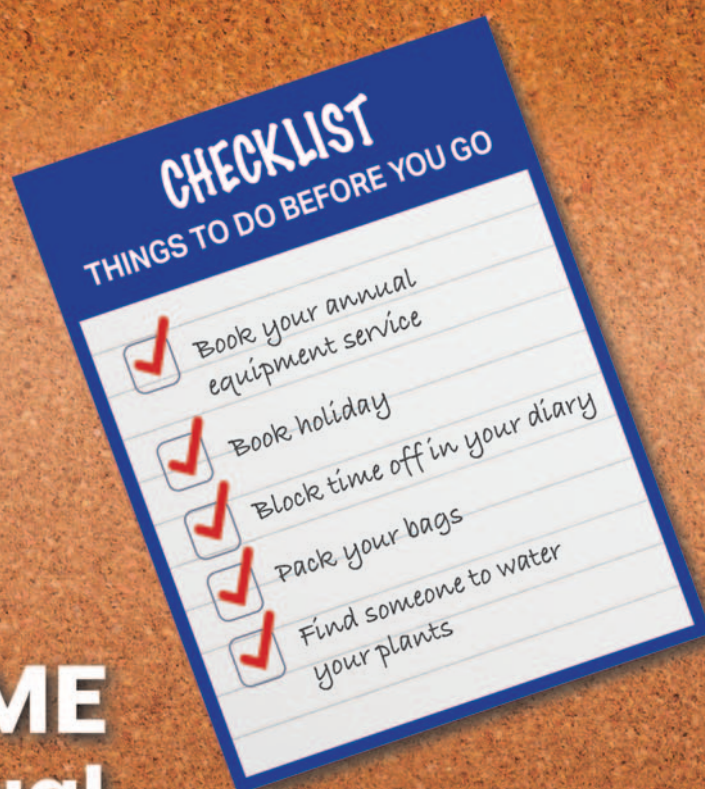 CHECKLIST
THINGS TO DO BEFORE YOU GO
Book your annual
equipment service
Book holiday
Block time off in your diary
Pack your bags
Find someone to water
your plants
ME